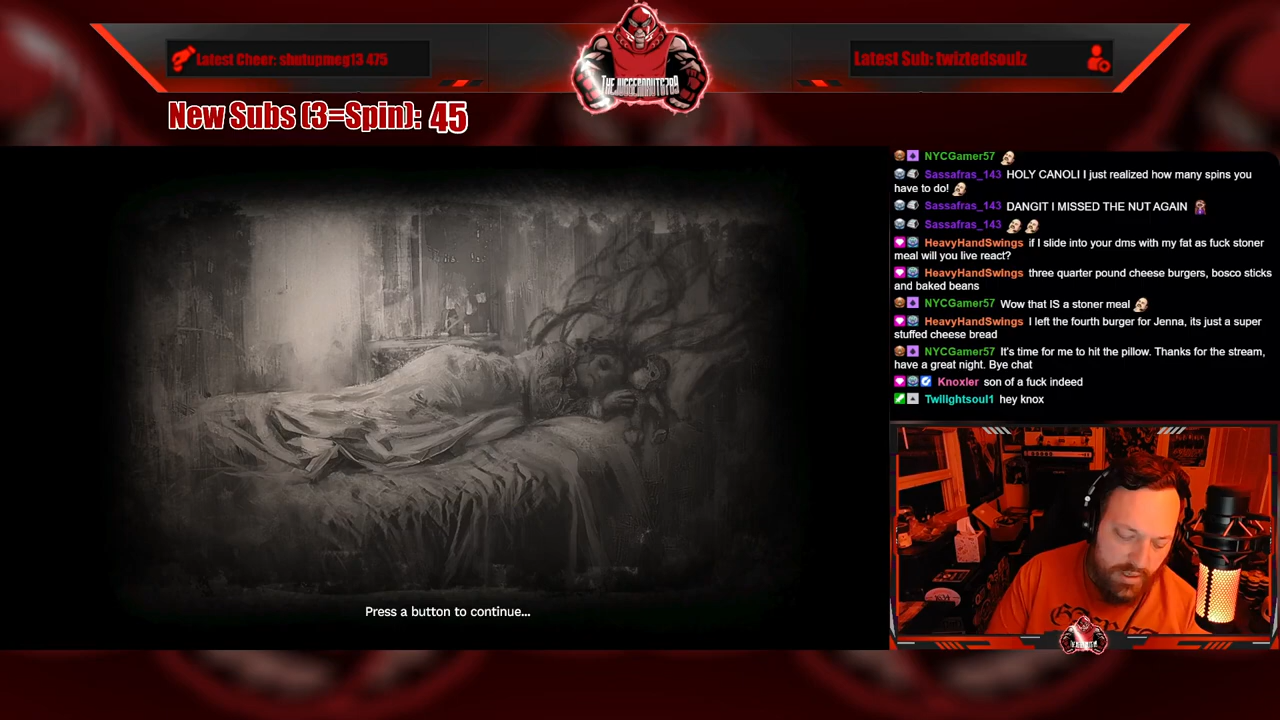 Latest Cheer: shutupmeg13 475
THEJUGGERNAUT6789
Latest Sub: twiztedsoulz
New Subs (3=Spin): 45
NYCGamer57
Sassafras_143 HOLY CANOLI I just realized how many spins you
have to do!
Sassafras_143 DANGIT I MISSED THE NUT AGAIN
Sassafras_143
HeavyHandSwings if I slide into your dms with my fat as fuck stoner
meal will you live react?
HeavyHandSwings three quarter pound cheese burgers, bosco sticks
and baked beans
NYCGamer57 Wow that IS a stoner meal
HeavyHandSwings I left the fourth burger for Jenna, its just a super
stuffed cheese bread
NYCGamer57 It's time for me to hit the pillow. Thanks for the stream,
have a great night. Bye chat
Knoxler son of a fuck indeed
Twilightsoul1 hey knox
Press a button to continue...